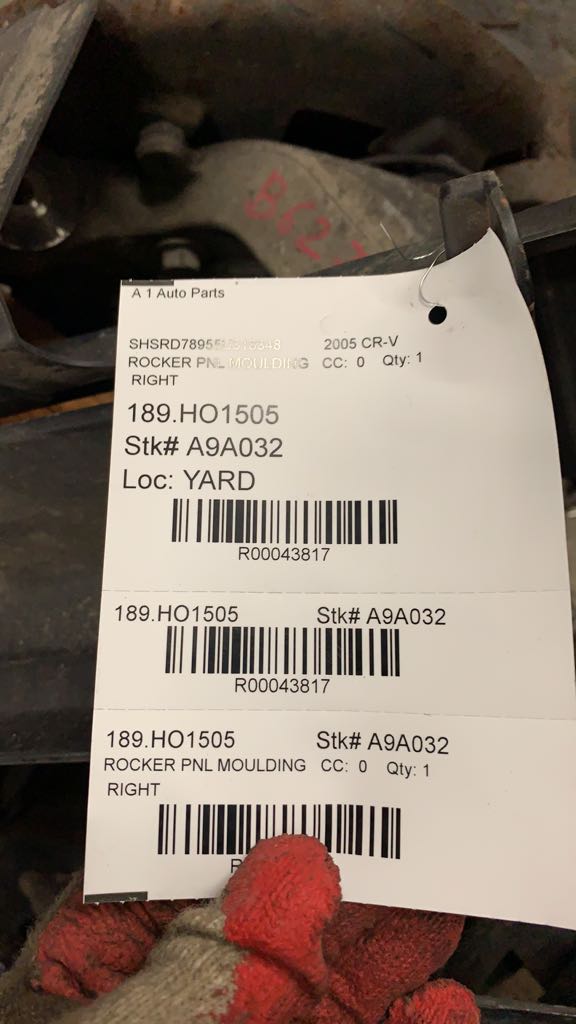 B62
A 1 Auto Parts
2005 CR-V
ROCKER PNL MOULDING CC: 0 Qty: 1
RIGHT
189.HO1505
Stk# A9A032
Loc: YARD
R00043817
189.HO1505 Stk# A9A032
R00043817
189.HO1505 Stk# A9A032
ROCKER PNL MOULDING CC: 0 Qty: 1
RIGHT